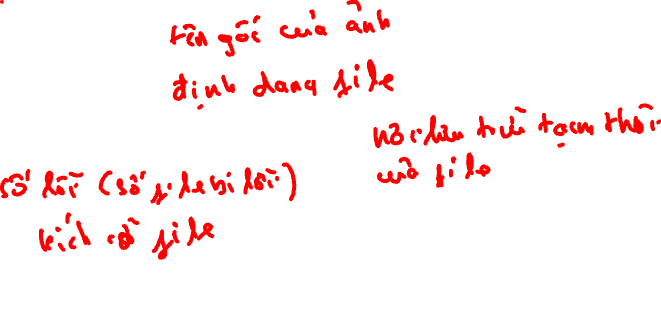 tên gốc của ảnh
định dạng file
nơi lưu trữ tạm thời
của file
số lỗi (số file bị lỗi)
kích cỡ file